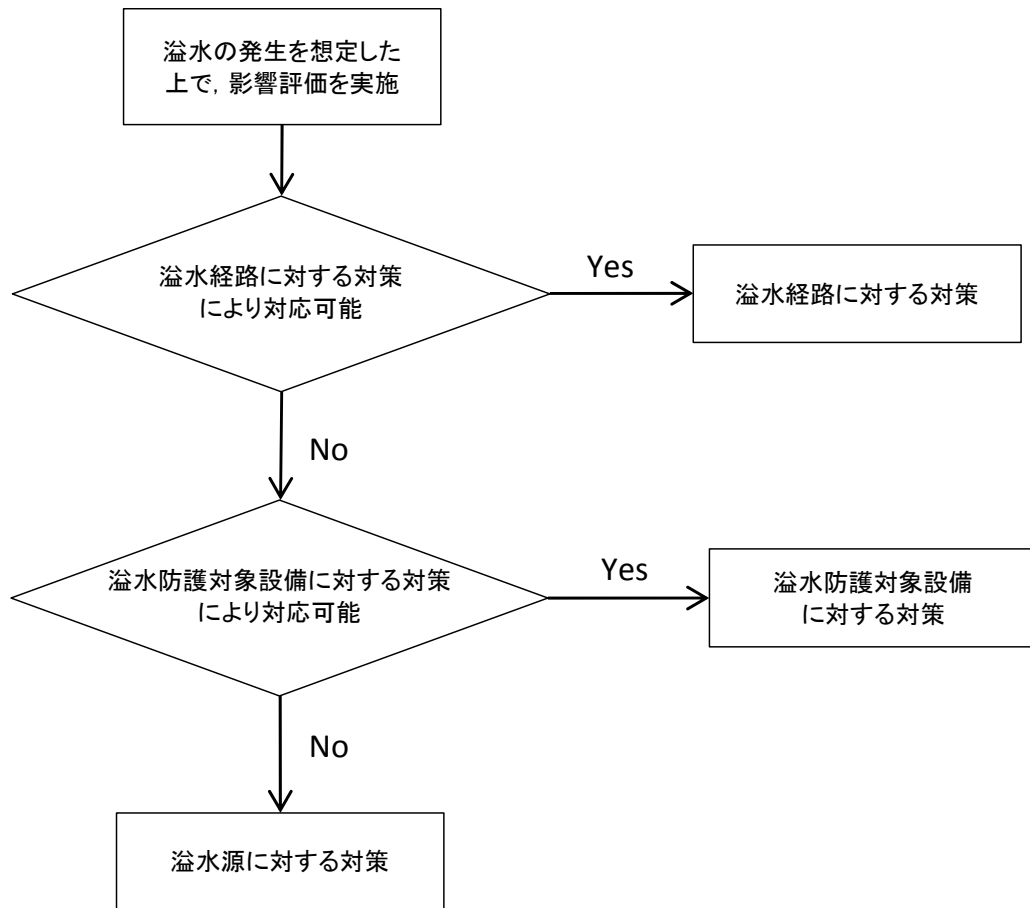 溢水の発生を想定した
上で，影響評価を実施
溢水経路に対する対策
により対応可能
Yes
溢水経路に対する対策
No
溢水防護対象設備に対する対策
により対応可能
Yes
溢水防護対象設備
に対する対策
No
溢水源に対する対策